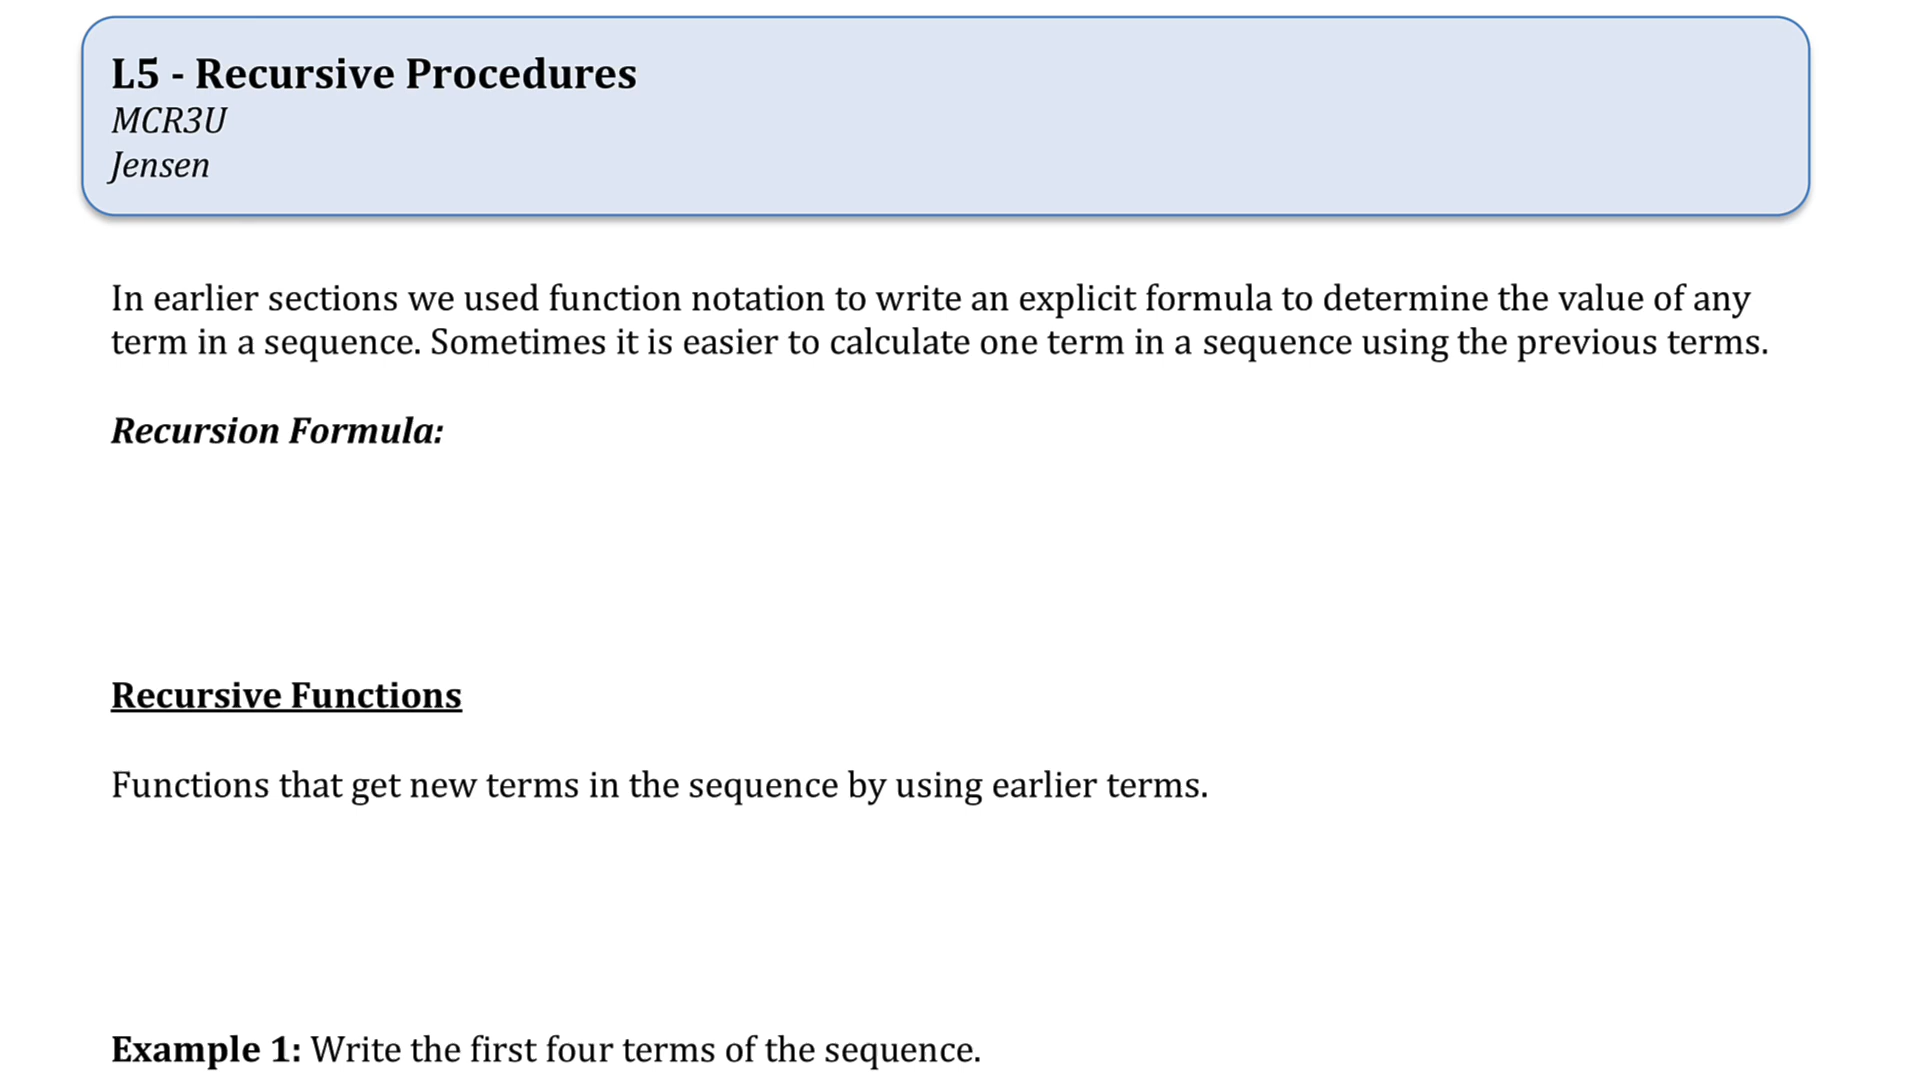 L5 - Recursive Procedures
MCR3U
Jensen
In earlier sections we used function notation to write an explicit formula to determine the value of any
term in a sequence. Sometimes it is easier to calculate one term in a sequence using the previous terms.
Recursion Formula:
Recursive Functions
Functions that get new terms in the sequence by using earlier terms.
Example 1: Write the first four terms of the sequence.